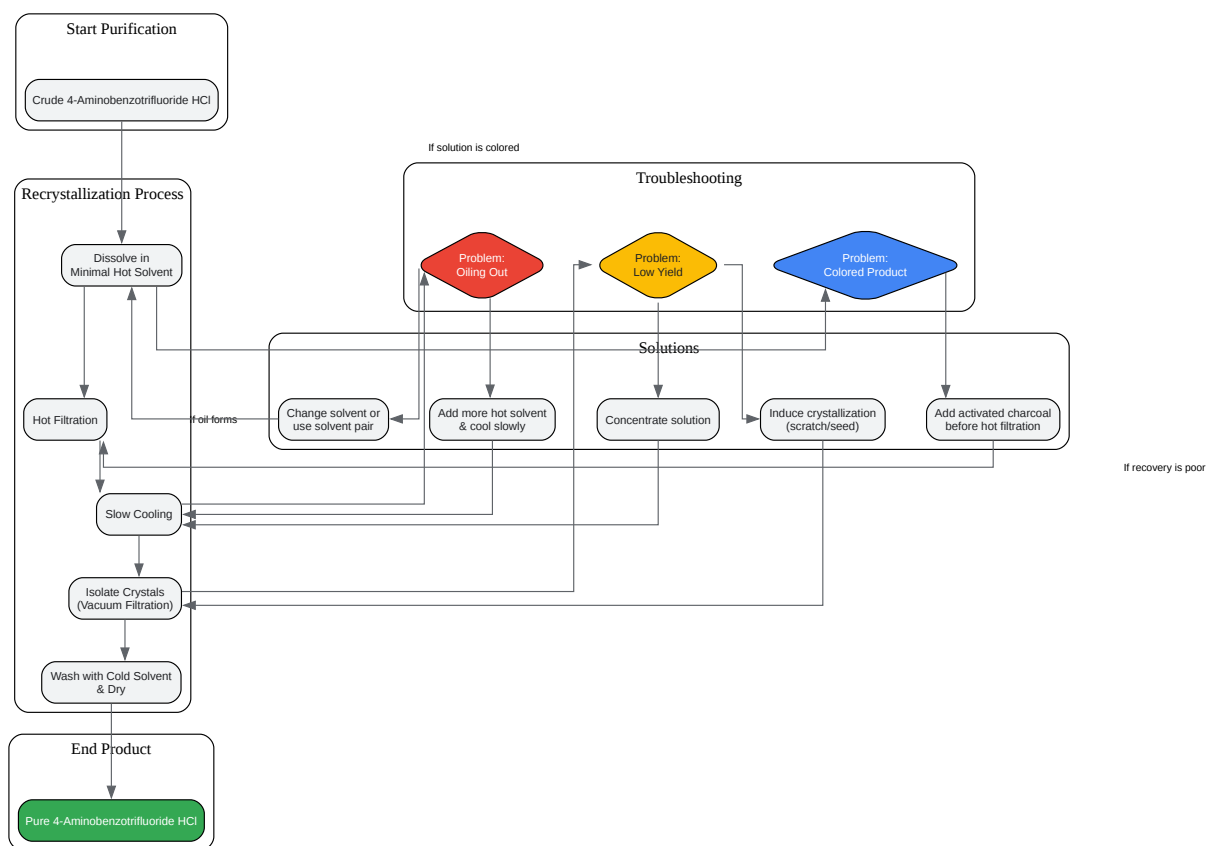 Start Purification
Crude 4-Aminobenzotrifluoride HCl
If solution is colored
Troubleshooting
Recrystallization Process
Dissolve in
Minimal Hot Solvent
Problem:
Oiling Out
Problem:
Low Yield
Problem:
Colored Product
Solutions
Hot Filtration
If oil forms
Change solvent or
use solvent pair
Add more hot solvent
& cool slowly
Concentrate solution
Induce crystallization
(scratch/seed)
Add activated charcoal
before hot filtration
If recovery is poor
Slow Cooling
Isolate Crystals
(Vacuum Filtration)
Wash with Cold Solvent
& Dry
End Product
Pure 4-Aminobenzotrifluoride HCl